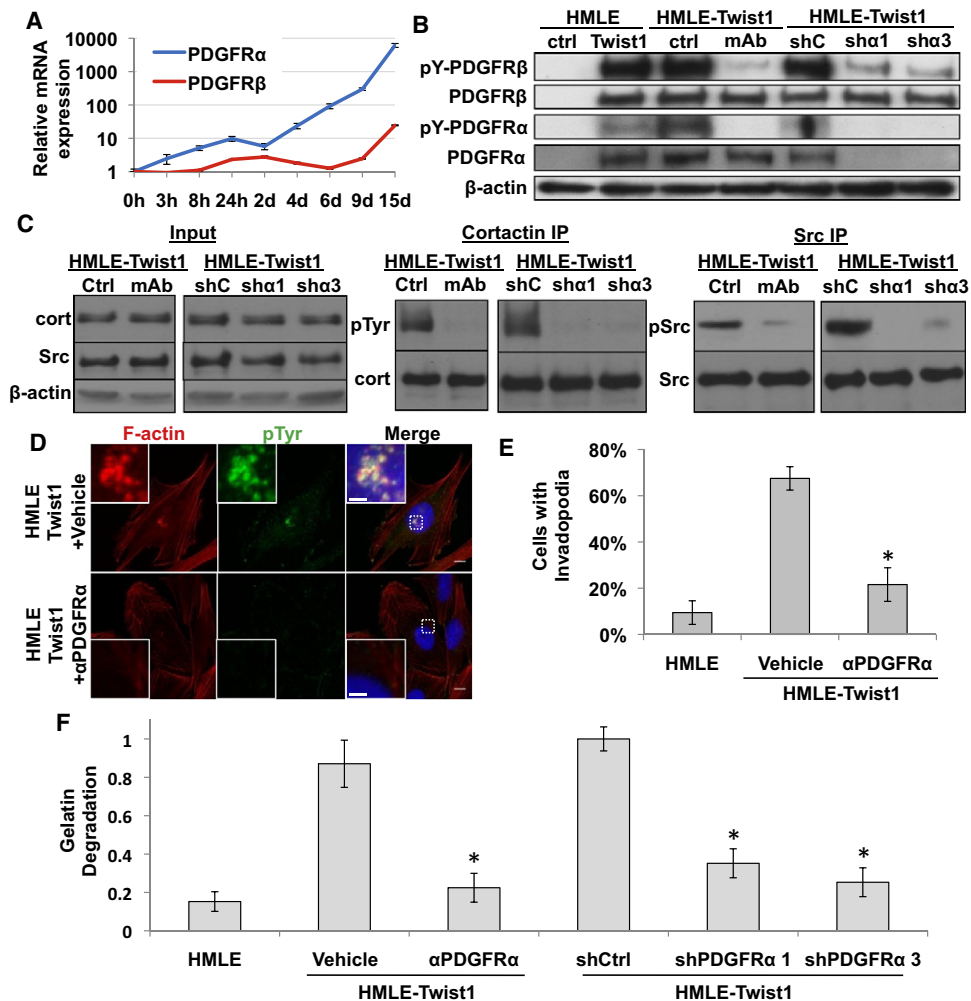 A
Relative mRNA
expression
10000
1000
100
10
1
PDGFRα
PDGFRβ
0h 3h 8h 24h 2d 4d 6d 9d 15d
B
HMLE HMLE-Twist1 HMLE-Twist1
ctrl Twist1 ctrl mAb shC shα1 shα3
pY-PDGFRβ
PDGFRβ
pY-PDGFRα
PDGFRα
β-actin
C
Input
HMLE-Twist1 HMLE-Twist1
Ctrl mAb shC shα1 shα3
cort
Src
β-actin
Cortactin IP
HMLE-Twist1 HMLE-Twist1
Ctrl mAb shC shα1 shα3
pTyr
cort
Src IP
HMLE-Twist1 HMLE-Twist1
Ctrl mAb shC shα1 shα3
pSrc
Src
D
F-actin pTyr Merge
HMLE
Twist1
+Vehicle
HMLE
Twist1
+αPDGFRα
E
Cells with
Invadopodia
80%
60%
40%
20%
0%
*
HMLE Vehicle αPDGFRα
HMLE-Twist1
F
Gelatin
Degradation
1
0.8
0.6
0.4
0.2
0
* * *
HMLE Vehicle αPDGFRα shCtrl shPDGFRα 1 shPDGFRα 3
HMLE-Twist1 HMLE-Twist1